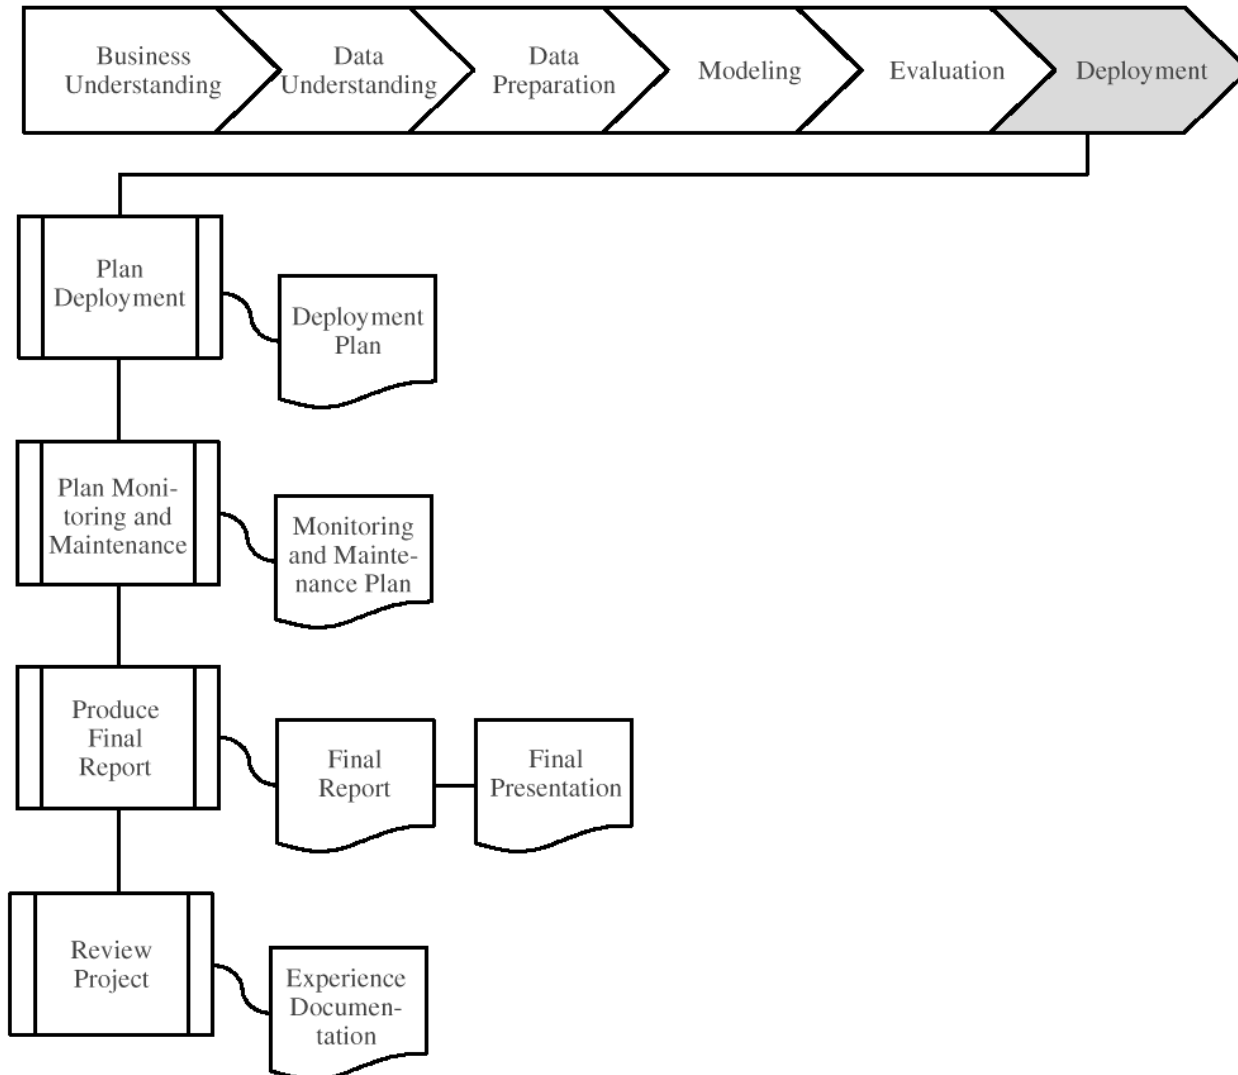 Business
Understanding
Data
Understanding
Data
Preparation
Modeling
Evaluation
Deployment
Plan
Deployment
Deployment
Plan
Plan Moni-
toring and
Maintenance
Monitoring
and Mainte-
nance Plan
Produce
Final
Report
Final
Report
Final
Presentation
Review
Project
Experience
Documen-
tation